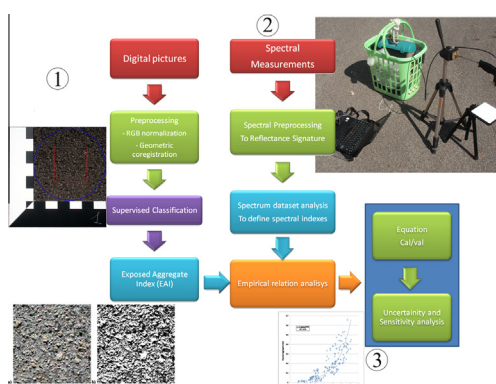 1
Digital pictures
Preprocessing
- RGB normalization
- Geometric
coregistration
Supervised Classification
Exposed Aggregate
Index (EAI)
2
Spectral
Measurements
Spectral Preprocessing
To Reflectance Signature
Spectrum dataset analysis
To define spectral indexes
Empirical relation analisys
Equation
Cal/val
Uncertainity and
Sensitivity analysis
3